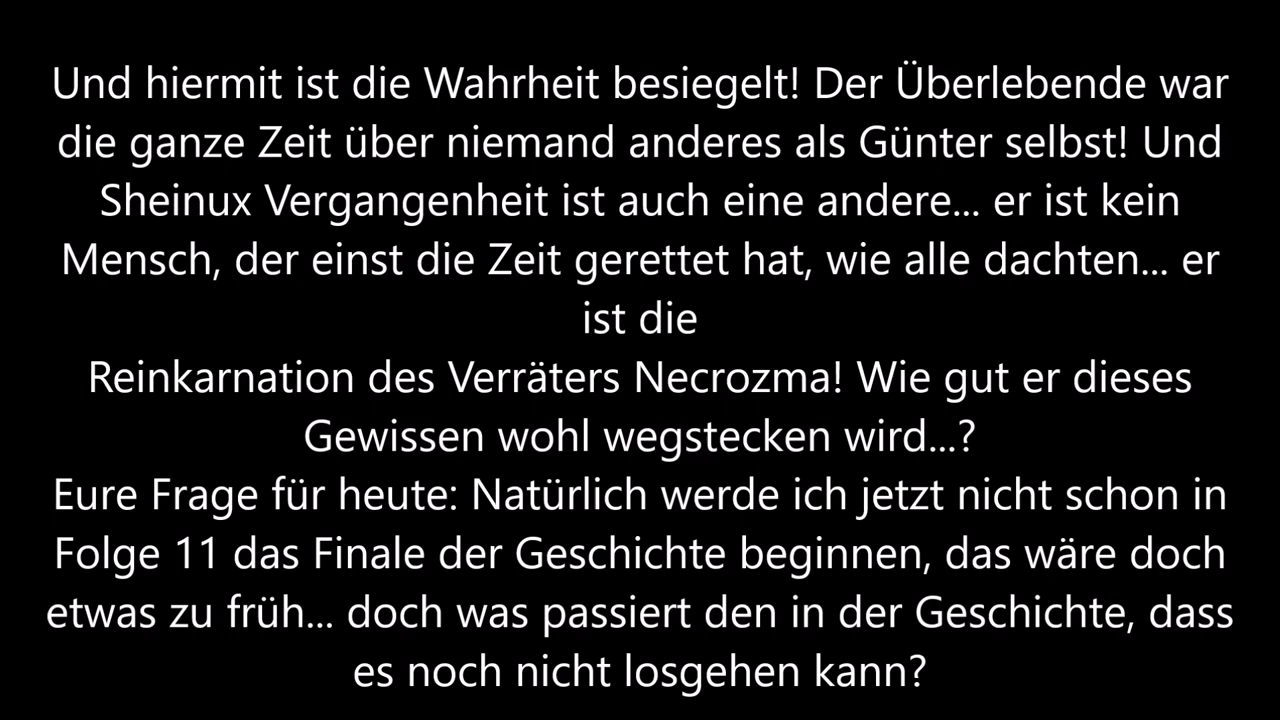 Und hiermit ist die Wahrheit besiegelt! Der Überlebende war
die ganze Zeit über niemand anderes als Günter selbst! Und
Sheinux Vergangenheit ist auch eine andere... er ist kein
Mensch, der einst die Zeit gerettet hat, wie alle dachten... er
ist die
Reinkarnation des Verräters Necrozma! Wie gut er dieses
Gewissen wohl wegstecken wird...?
Eure Frage für heute: Natürlich werde ich jetzt nicht schon in
Folge 11 das Finale der Geschichte beginnen, das wäre doch
etwas zu früh... doch was passiert den in der Geschichte, dass
es noch nicht losgehen kann?